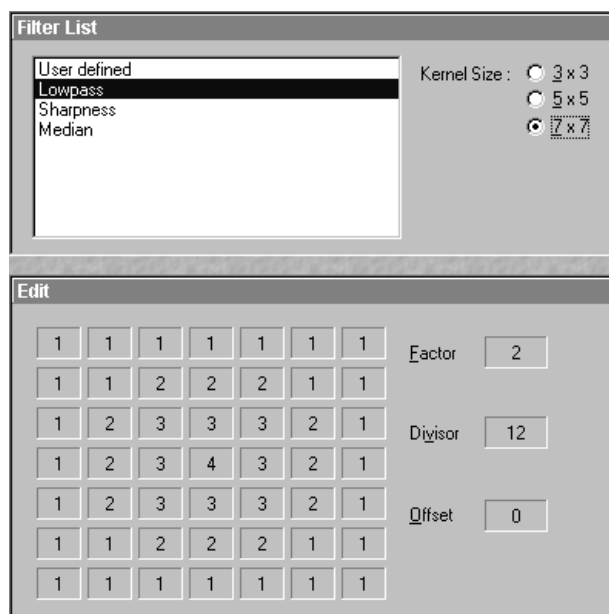 Filter List
User defined
Lowpass
Sharpness
Median
Kernel Size : 3 x 3
5 x 5
7 x 7
Edit
1 1 1 1 1 1 1
1 1 2 2 2 1 1
1 2 3 3 3 2 1
1 2 3 4 3 2 1
1 2 3 3 3 2 1
1 1 2 2 2 1 1
1 1 1 1 1 1 1
Factor 2
Divisor 12
Offset 0